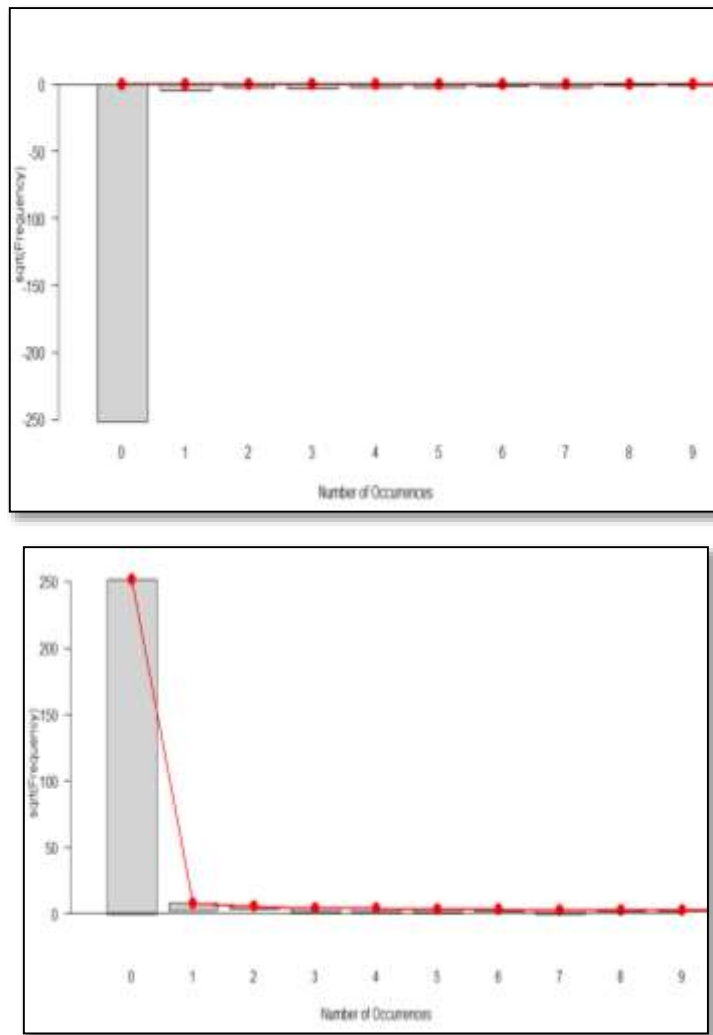 0
-50
-100
-150
-200
-250
sqrt(Frequency)
0 1 2 3 4 5 6 7 8 9
Number of Occurrences
250
200
150
100
50
0
sqrt(Frequency)
0 1 2 3 4 5 6 7 8 9
Number of Occurrences